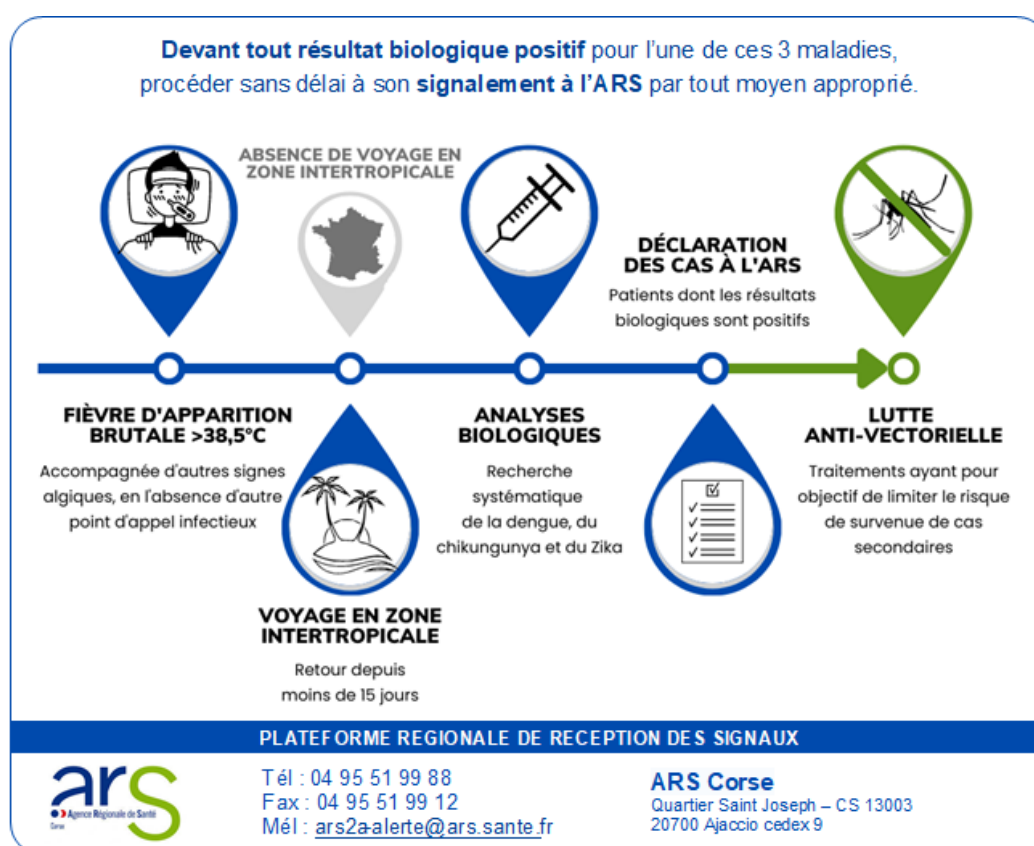 Devant tout résultat biologique positif pour l'une de ces 3 maladies,
procéder sans délai à son signalement à l'ARS par tout moyen approprié.
ABSENCE DE VOYAGE EN
ZONE INTERTROPICALE
DÉCLARATION
DES CAS À L'ARS
Patients dont les résultats
biologiques sont positifs
FIÈVRE D'APPARITION
BRUTALE >38,5°C
Accompagnée d'autres signes
algiques, en l'absence d'autre
point d'appel infectieux
ANALYSES
BIOLOGIQUES
Recherche
systématique
de la dengue, du
chikungunya et du Zika
LUTTE
ANTI-VECTORIELLE
Traitements ayant pour
objectif de limiter le risque
de survenue de cas
secondaires
VOYAGE EN ZONE
INTERTROPICALE
Retour depuis
moins de 15 jours
PLATEFORME REGIONALE DE RECEPTION DES SIGNAUX
ars
Agence Régionale de Santé
Corse
Tél : 04 95 51 99 88
Fax : 04 95 51 99 12
Mél : ars2a-alerte@ars.sante.fr
ARS Corse
Quartier Saint Joseph – CS 13003
20700 Ajaccio cedex 9